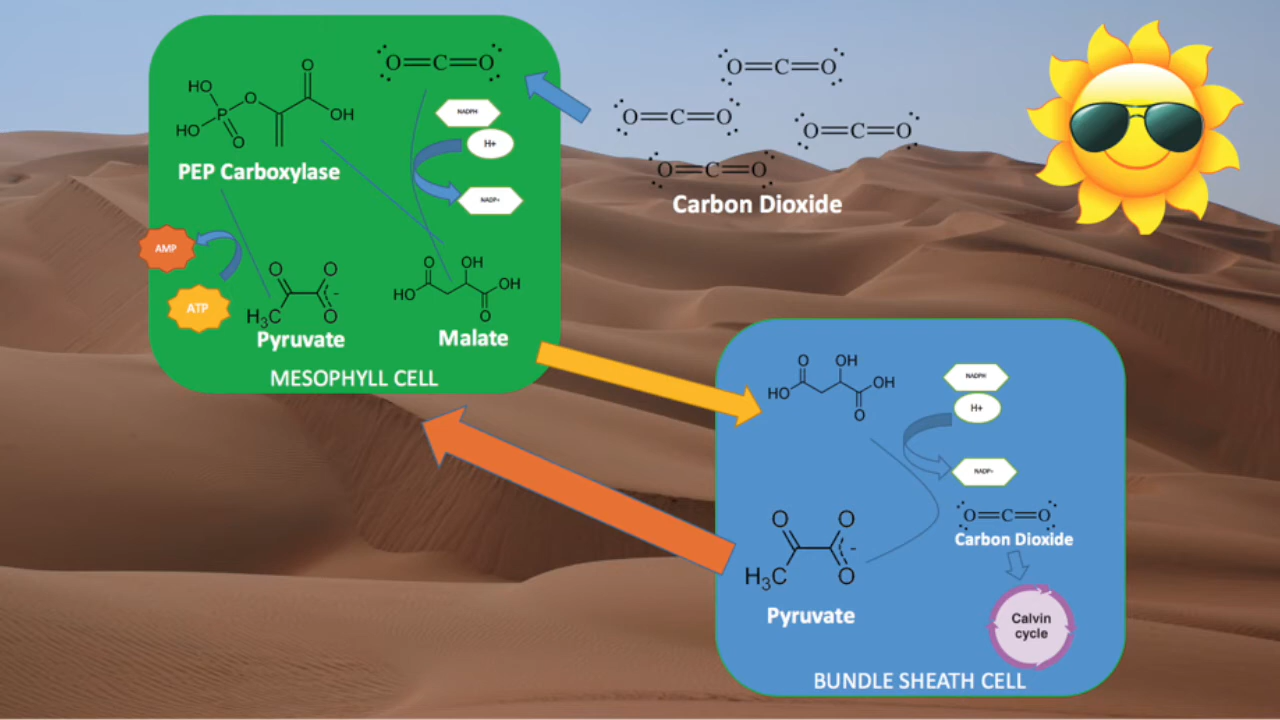 O=C=O
HO
O
O
P
OH
HO
O
PEP Carboxylase
NADPH
H+
NADP+
AMP
ATP
O
O
H₃C
O
-
Pyruvate
O
OH
HO
OH
O
Malate
MESOPHYLL CELL
O=C=O
O=C=O
O=C=O
O=C=O
Carbon Dioxide
O
OH
HO
OH
O
NADPH
H+
NADP+
O=C=O
Carbon Dioxide
O
O
H₃C
O
-
Pyruvate
Calvin
cycle
BUNDLE SHEATH CELL